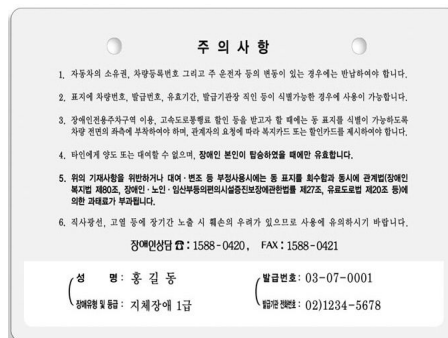 주 의 사 항
1. 자동차의 소유권, 차량등록번호 그리고 주 운전자 등의 변동이 있는 경우에는 반납하여야 합니다.
2. 표지에 차량번호, 발급번호, 유효기간, 발급기관장 직인 등이 식별가능한 경우에 사용이 가능합니다.
3. 장애인전용주차구역 이용, 고속도로통행료 할인 등을 받고자 할 때에는 동 표지를 식별이 가능하도록
차량 전면의 좌측에 부착하여야 하며, 관계자의 요청에 따라 복지카드 또는 할인카드를 제시하여야 합니다.
4. 타인에게 양도 또는 대여할 수 없으며, 장애인 본인이 탑승하였을 때에만 유효합니다.
5. 위의 기재사항을 위반하거나 대여·변조 등 부정사용시에는 동 표지를 회수함과 동시에 관계법(장애인
복지법 제80조, 장애인·노인·임산부등의편의시설증진보장에관한법률 제27조, 유료도로법 제20조 등)에
의한 과태료가 부과됩니다.
6. 직사광선, 고열 등에 장기간 노출 시 훼손의 우려가 있으므로 사용에 유의하시기 바랍니다.
장애인상담 ☎ : 1588-0420, FAX : 1588-0421
성 명 : 홍 길 동
장애유형 및 등급 : 지체장애 1급
발급번호 : 03-07-0001
발급기관 전화번호 : 02)1234-5678